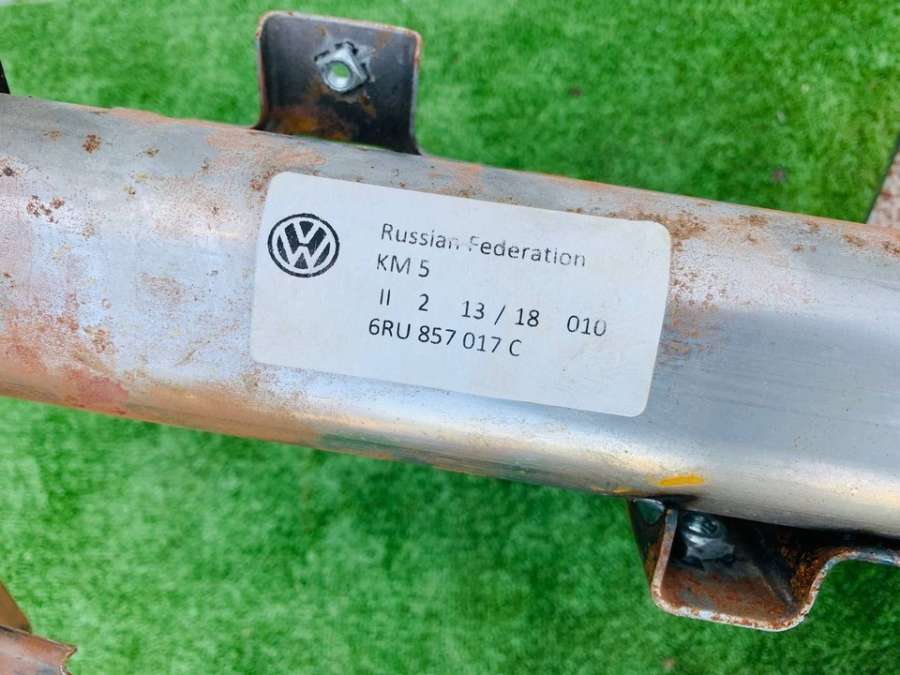 Russian Federation
KM 5
II 2 13 / 18 010
6RU 857 017 C